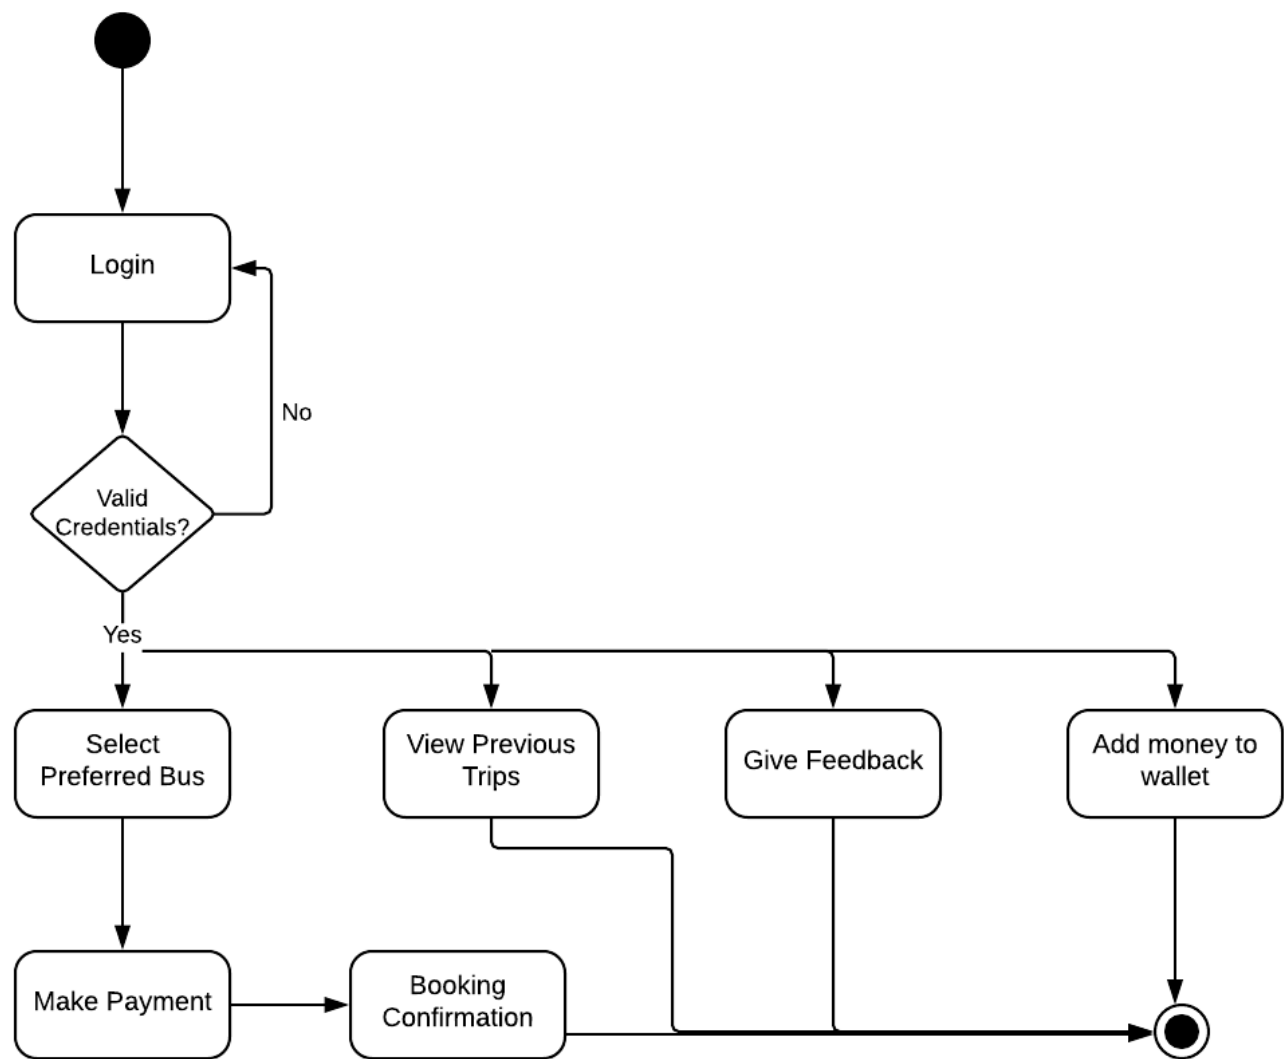 Login
No
Valid
Credentials?
Yes
Select
Preferred Bus
View Previous
Trips
Give Feedback
Add money to
wallet
Make Payment
Booking
Confirmation